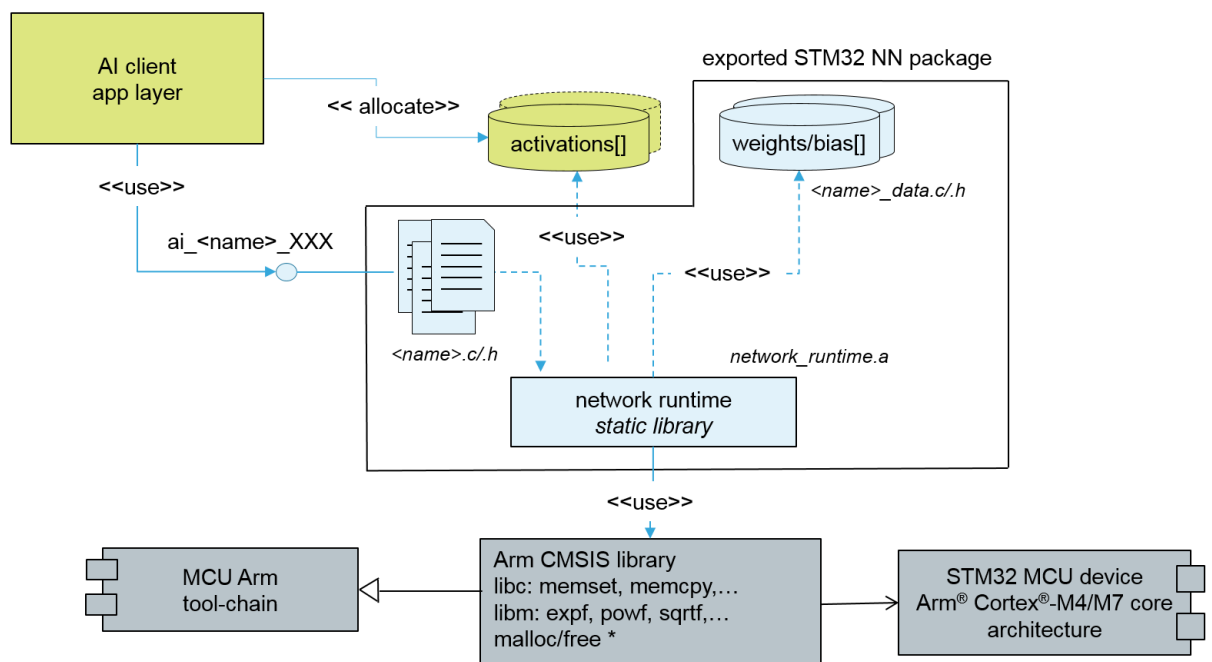 AI client
app layer
exported STM32 NN package
<< allocate>>
activations[]
weights/bias[]
<<use>>
<name>_data.c/.h
<<use>>
ai_<name>_XXX
<<use>>
<name>.c/.h
network_runtime.a
network runtime
static library
<<use>>
MCU Arm
tool-chain
Arm CMSIS library
libc: memset, memcpy,…
libm: expf, powf, sqrtf,…
malloc/free *
STM32 MCU device
Arm® Cortex®-M4/M7 core
architecture